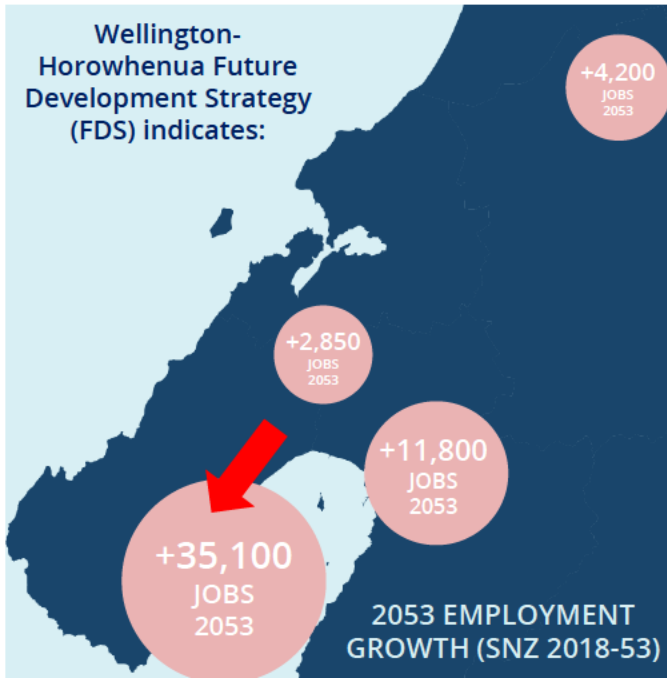 Wellington-
Horowhenua Future
Development Strategy
(FDS) indicates:
+4,200
JOBS
2053
+2,850
JOBS
2053
+11,800
JOBS
2053
+35,100
JOBS
2053
2053 EMPLOYMENT
GROWTH (SNZ 2018-53)